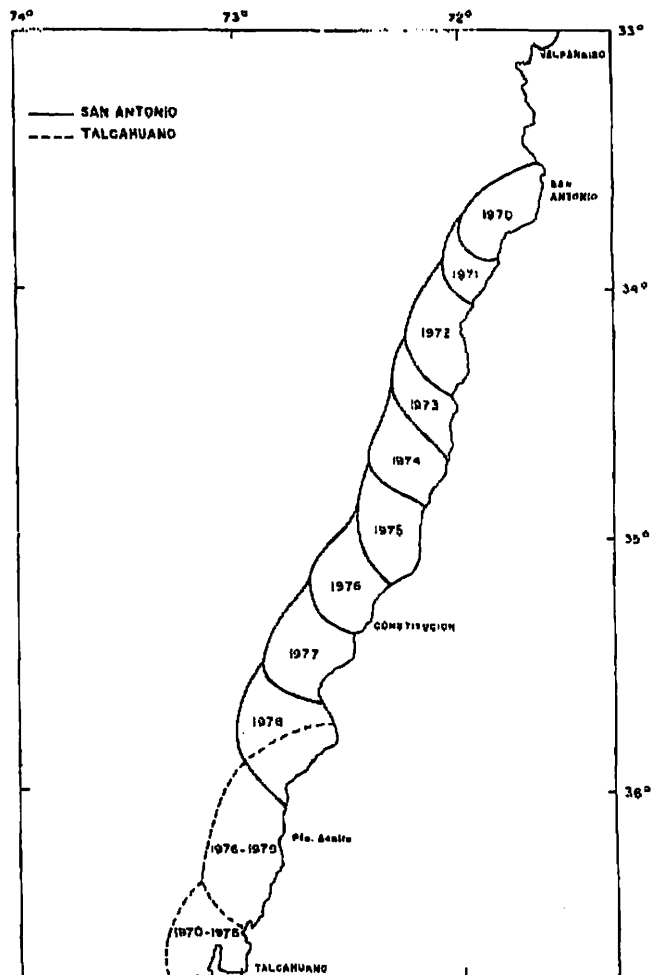 74° 73° 72°
33°
VALPARAISO
SAN ANTONIO
TALCAHUANO
SAN
ANTONIO
1970
1971
34°
1972
1973
1974
1975
35°
1976
CONSTITUCION
1977
1978
36°
1976-1979
1970-1975
TALCAHUANO